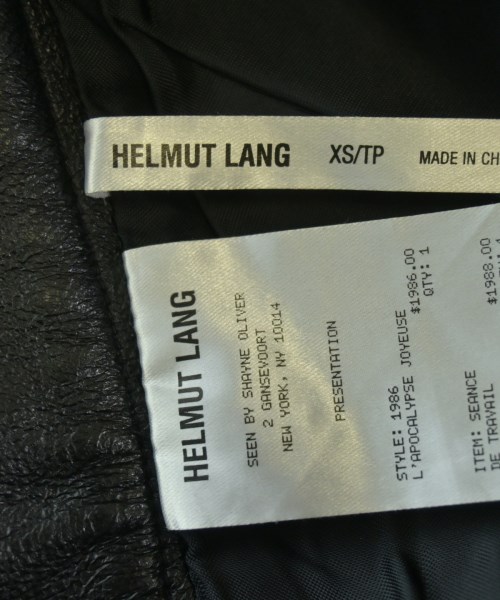 HELMUT LANG XS/TP MADE IN CH
HELMUT LANG
SEEN BY SHAYNE OLIVER
2 GANSEVOORT
NEW YORK, NY 10014
PRESENTATION
STYLE: 1986 $1986.00
L'APOCALYPSE JOYEUSE QTY: 1
ITEM: SEANCE $1988.00
DE TRAVAIL